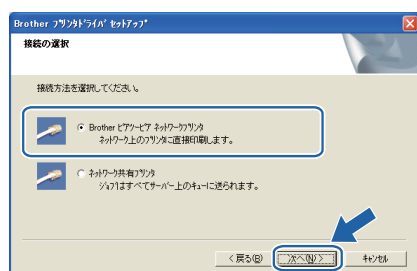 Brother ﾌﾟﾘﾝﾀﾄﾞﾗｲﾊﾞ ｾｯﾄｱｯﾌﾟ
接続の選択
接続方法を選択してください。
Brother ﾋﾟｱﾂｰﾋﾟｱ ﾈｯﾄﾜｰｸﾌﾟﾘﾝﾀ
ﾈｯﾄﾜｰｸ上のﾌﾟﾘﾝﾀに直接印刷します。
ﾈｯﾄﾜｰｸ共有ﾌﾟﾘﾝﾀ
ｼﾞｮﾌﾞはすべてｻｰﾊﾞｰ上のｷｭｰに送られます。
< 戻る(B) 次へ(N) > ｷｬﾝｾﾙ